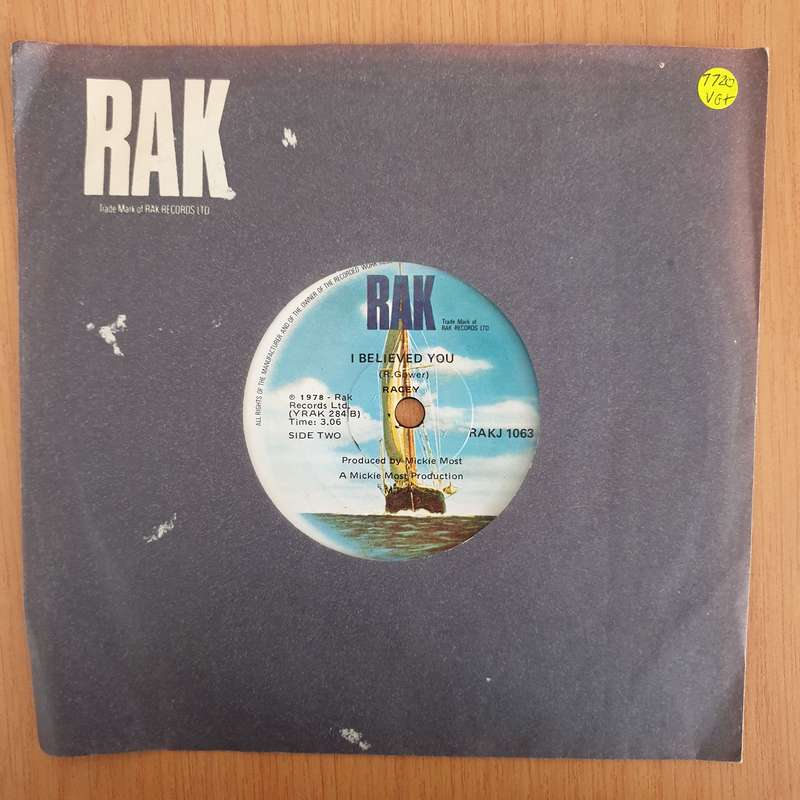 RAK
Trade Mark of RAK RECORDS LTD
VG+
ALL RIGHTS OF THE MANUFACTURER AND OF THE OWNER OF THE RECORDED WORK
RAK
Trade Mark of
RAK RECORDS LTD
I BELIEVED YOU
(R.Gower)
RACEY
℗ 1978 - Rak
Records Ltd.
(YRAK 284 B)
Time: 3.06
SIDE TWO
RAKJ 1063
Produced by Mickie Most
A Mickie Most Production